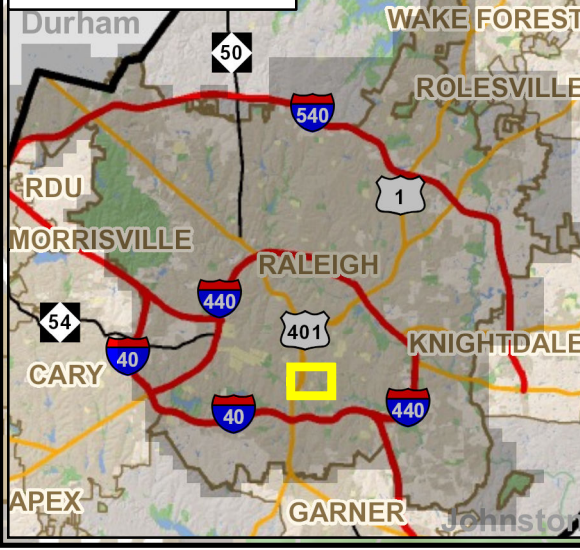 Durham
WAKE FOREST
50
ROLESVILLE
540
RDU
1
MORRISVILLE
RALEIGH
440
54
401
KNIGHTDALE
40
CARY
40
440
APEX
GARNER
Johnston